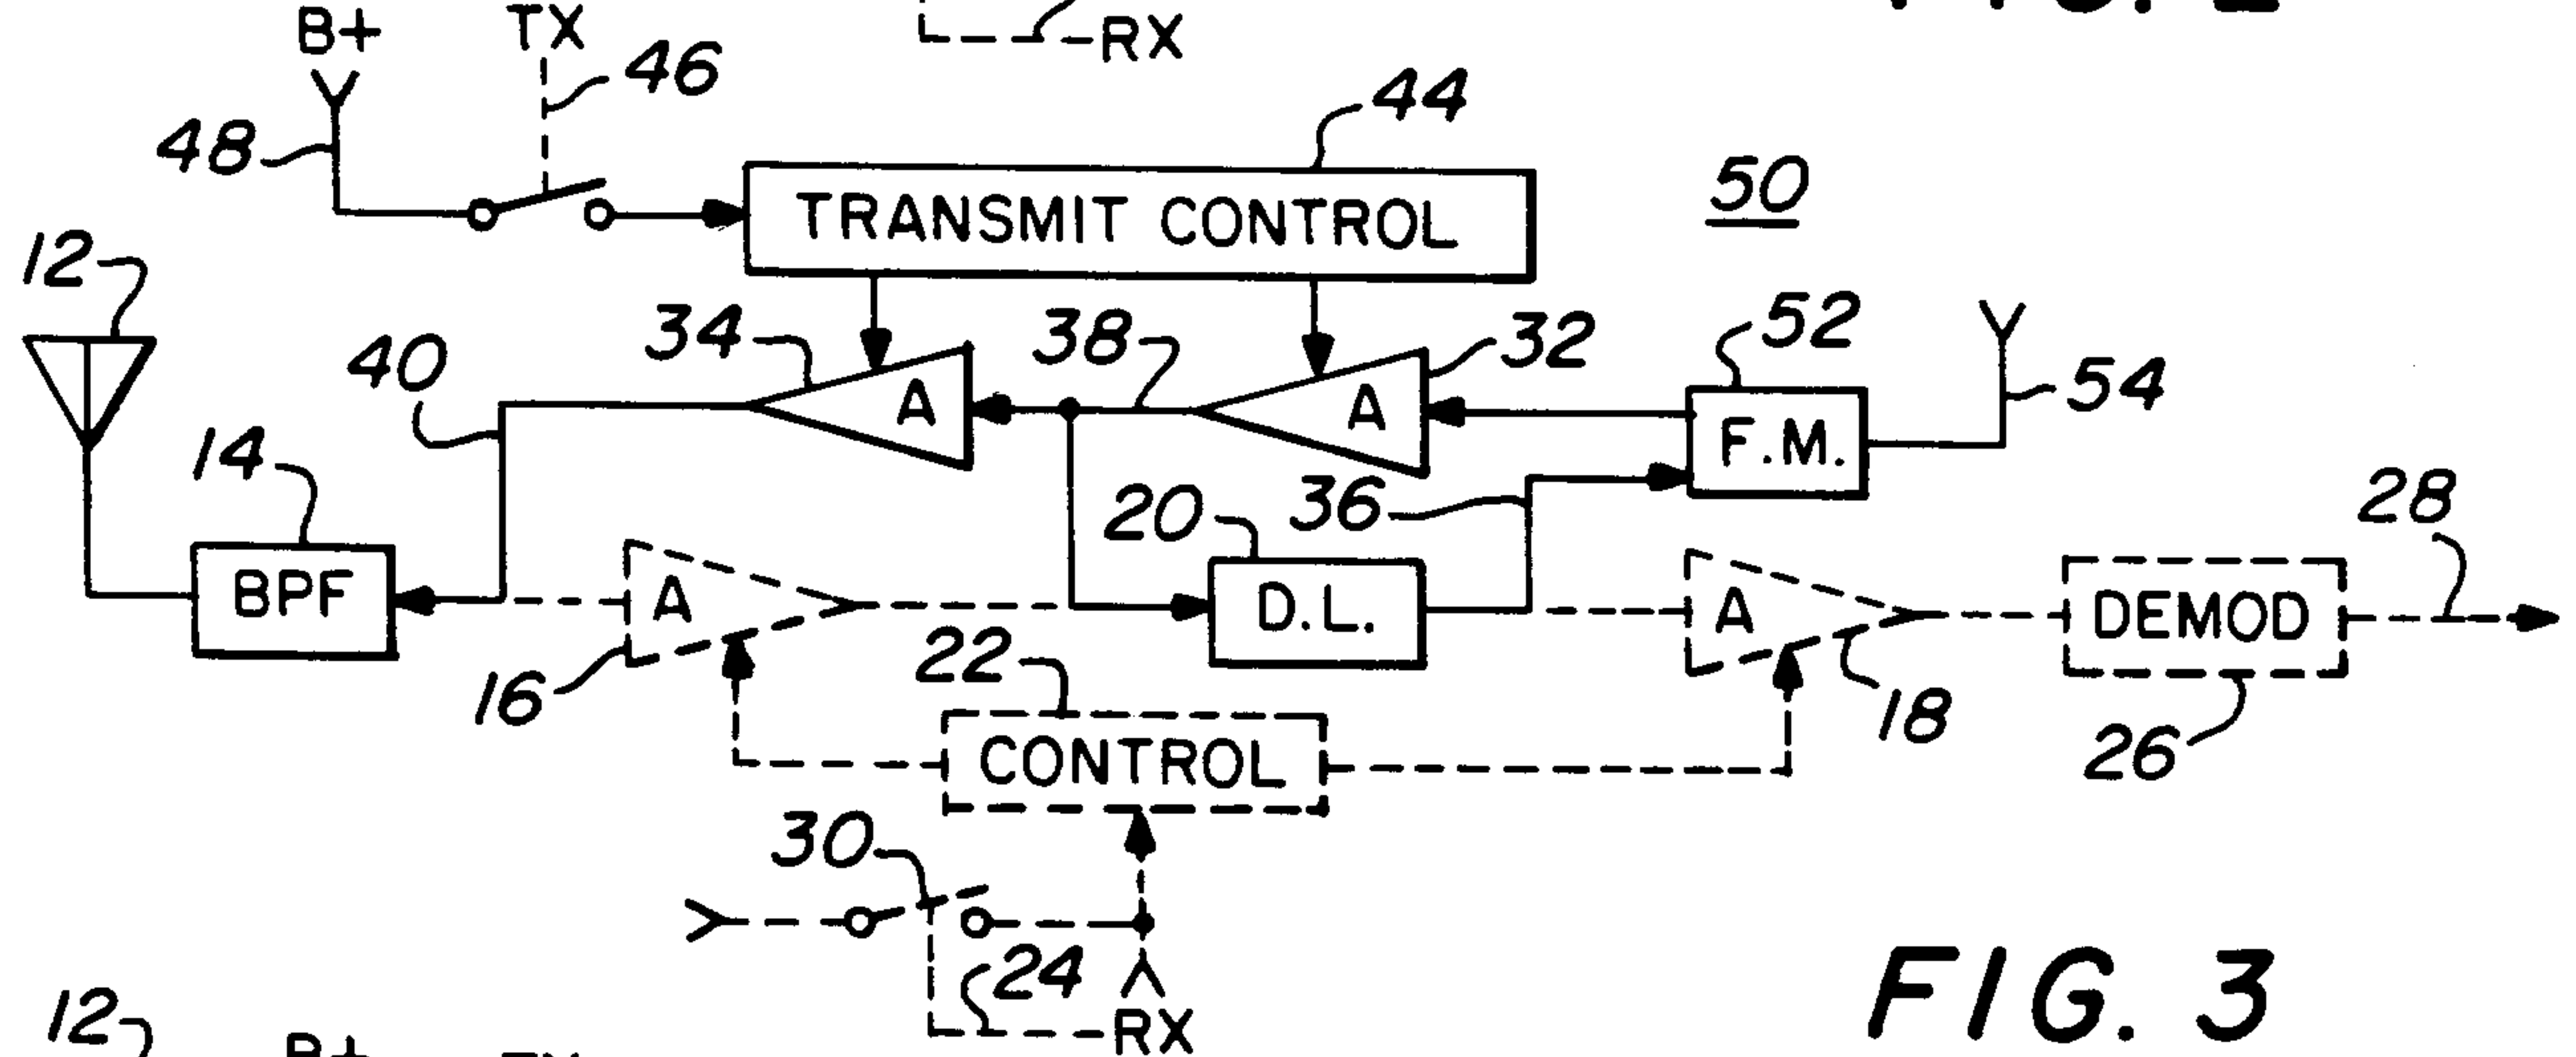 B+ TX RX
46
44
48
TRANSMIT CONTROL
50
12
34
38
32
52
54
40
A
A
F.M.
14
20
36
28
BPF
A
D.L.
A
DEMOD
16
22
18
26
CONTROL
30
24
RX
FIG. 3
12